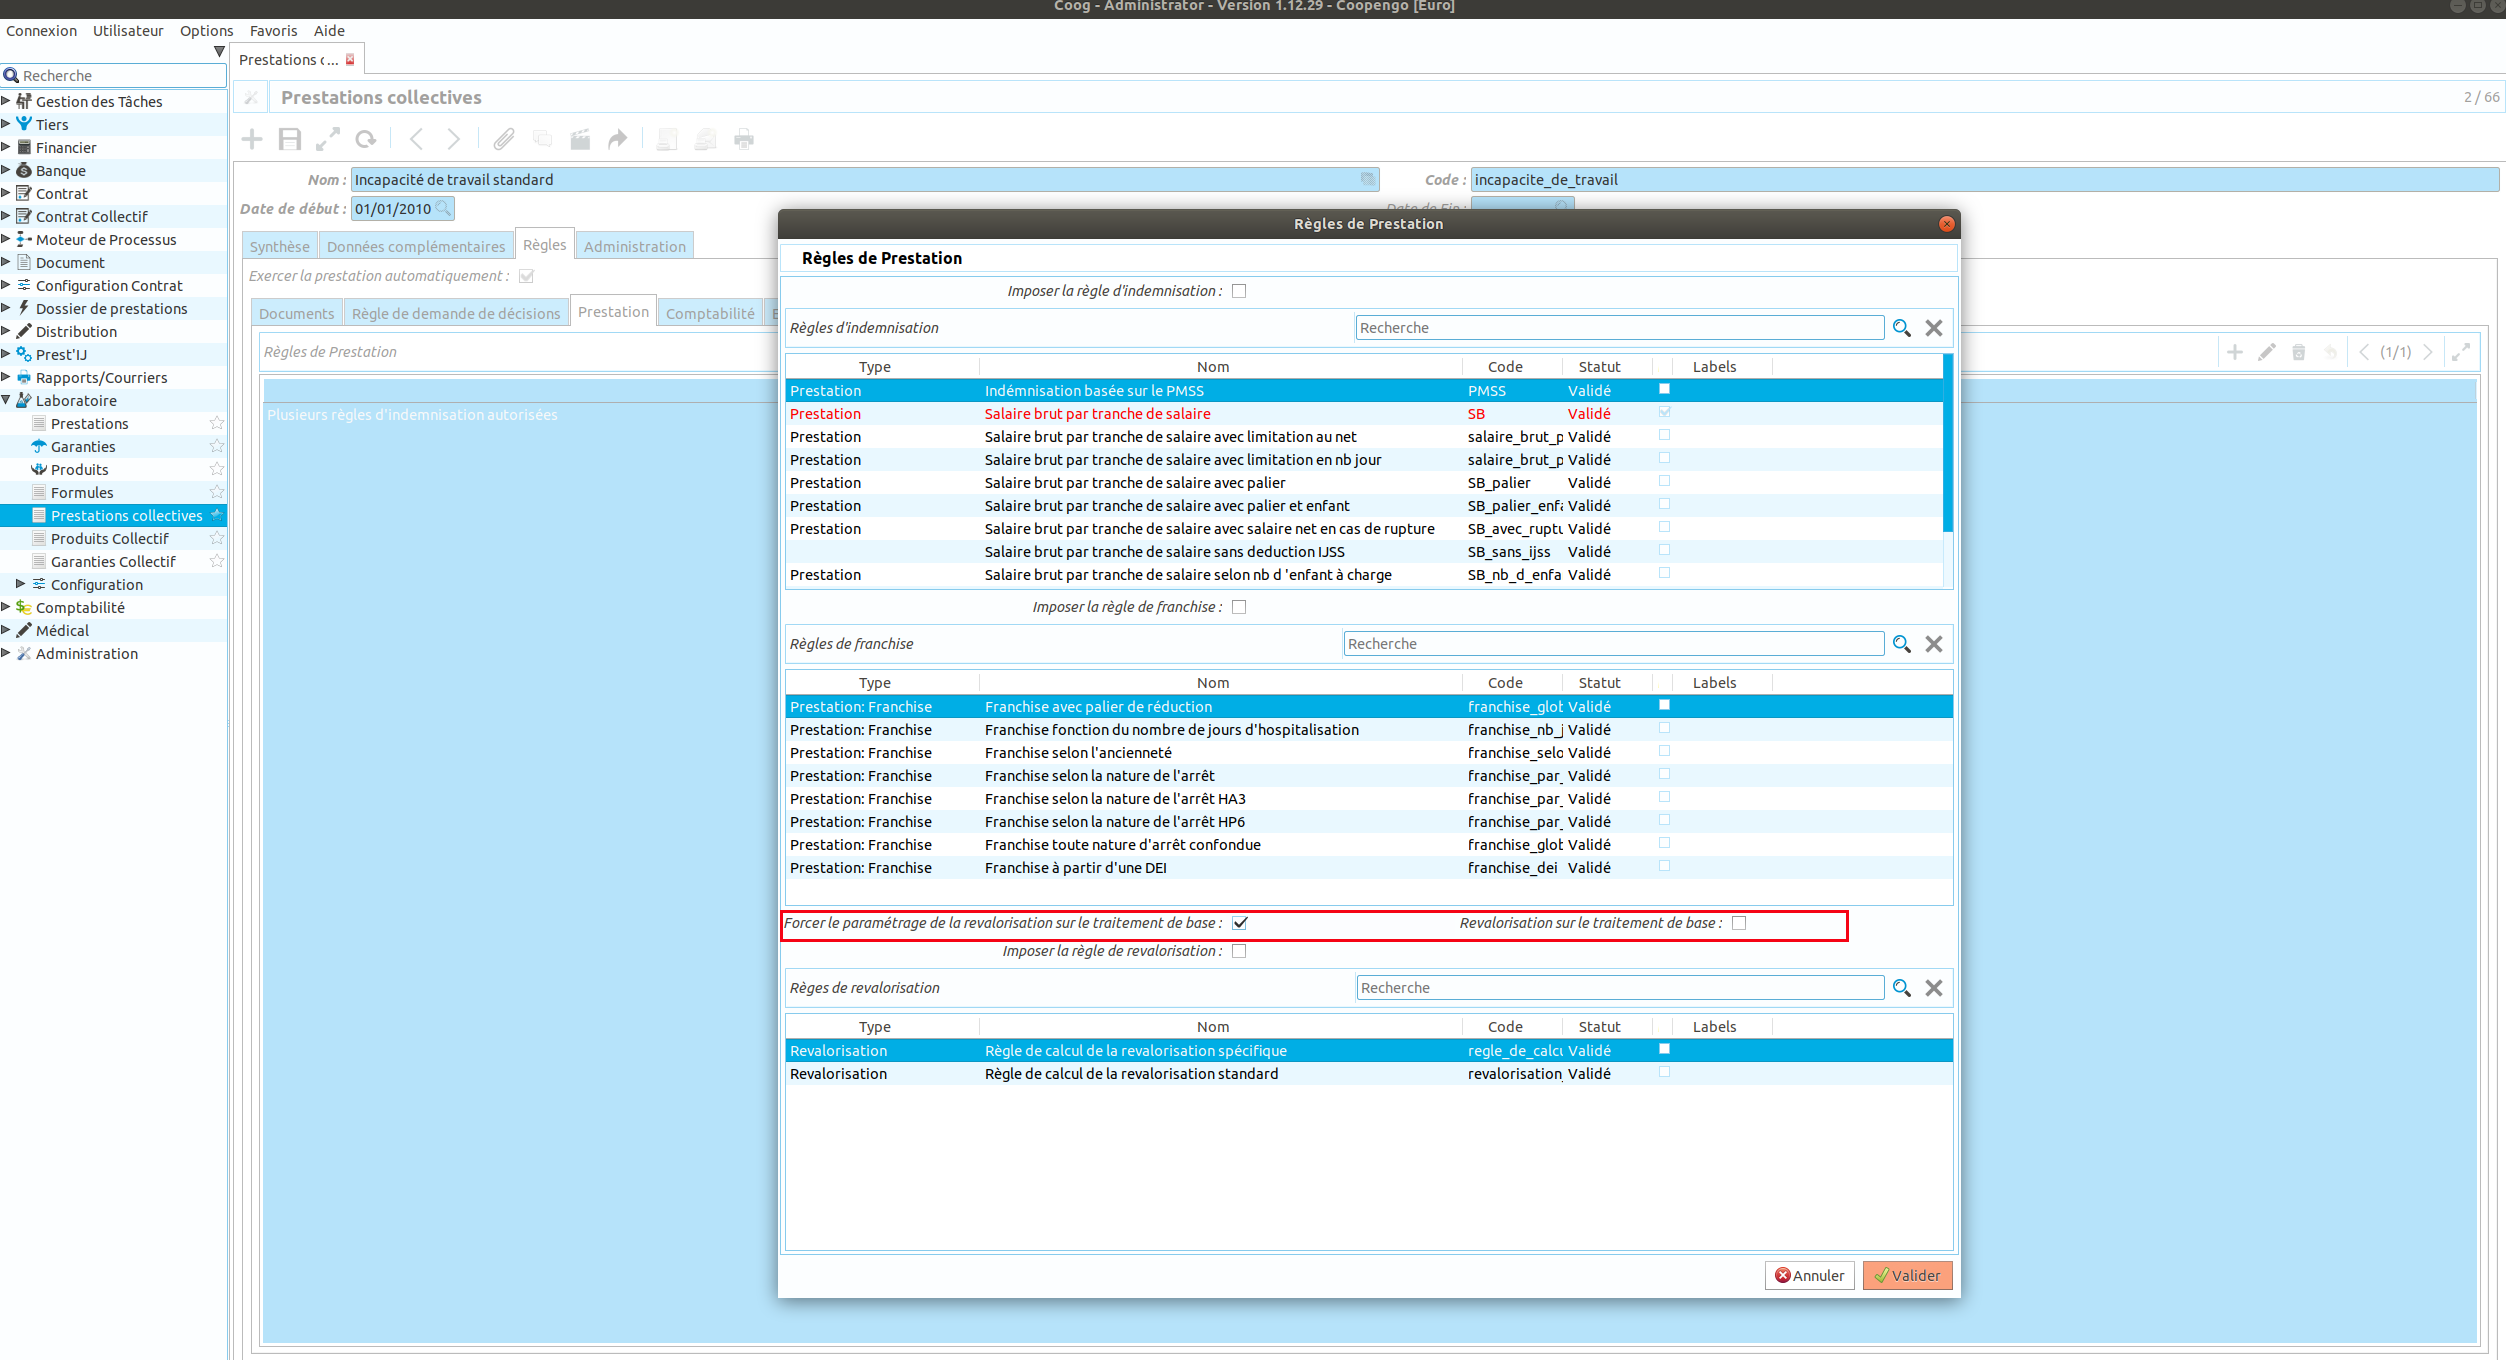 Coog - Administrator - Version 1.12.29 - Coopengo [Euro]
Connexion Utilisateur Options Favoris Aide
Prestations c ...
Recherche
Gestion des Tâches
Tiers
Financier
Banque
Contrat
Contrat Collectif
Moteur de Processus
Document
Configuration Contrat
Dossier de prestations
Distribution
Prest'IJ
Rapports/Courriers
Laboratoire
Prestations
Garanties
Produits
Formules
Prestations collectives
Produits Collectif
Garanties Collectif
Configuration
Comptabilité
Médical
Administration
Prestations collectives 2 / 66
Nom : Incapacité de travail standard Code : incapacite_de_travail
Date de début : 01/01/2010 Date de Fin :
Synthèse Données complémentaires Règles Administration
Exercer la prestation automatiquement :
Documents Règle de demande de décisions Prestation Comptabilité
Règles de Prestation (1/1)
Plusieurs règles d'indemnisation autorisées
Règles de Prestation
Règles de Prestation
Imposer la règle d'indemnisation :
Règles d'indemnisation Recherche
Type Nom Code Statut Labels
Prestation Indémnisation basée sur le PMSS PMSS Validé
Prestation Salaire brut par tranche de salaire SB Validé
Prestation Salaire brut par tranche de salaire avec limitation au net salaire_brut_p Validé
Prestation Salaire brut par tranche de salaire avec limitation en nb jour salaire_brut_p Validé
Prestation Salaire brut par tranche de salaire avec palier SB_palier Validé
Prestation Salaire brut par tranche de salaire avec palier et enfant SB_palier_enfa Validé
Prestation Salaire brut par tranche de salaire avec salaire net en cas de rupture SB_avec_ruptu Validé
Salaire brut par tranche de salaire sans deduction IJSS SB_sans_ijss Validé
Prestation Salaire brut par tranche de salaire selon nb d 'enfant à charge SB_nb_d_enfa Validé
Imposer la règle de franchise :
Règles de franchise Recherche
Type Nom Code Statut Labels
Prestation: Franchise Franchise avec palier de réduction franchise_glob Validé
Prestation: Franchise Franchise fonction du nombre de jours d'hospitalisation franchise_nb_j Validé
Prestation: Franchise Franchise selon l'ancienneté franchise_selo Validé
Prestation: Franchise Franchise selon la nature de l'arrêt franchise_par_ Validé
Prestation: Franchise Franchise selon la nature de l'arrêt HA3 franchise_par_ Validé
Prestation: Franchise Franchise selon la nature de l'arrêt HP6 franchise_par_ Validé
Prestation: Franchise Franchise toute nature d'arrêt confondue franchise_glob Validé
Prestation: Franchise Franchise à partir d'une DEI franchise_dei Validé
Forcer le paramétrage de la revalorisation sur le traitement de base : Revalorisation sur le traitement de base :
Imposer la règle de revalorisation :
Règes de revalorisation Recherche
Type Nom Code Statut Labels
Revalorisation Règle de calcul de la revalorisation spécifique regle_de_calcu Validé
Revalorisation Règle de calcul de la revalorisation standard revalorisation_ Validé
Annuler Valider